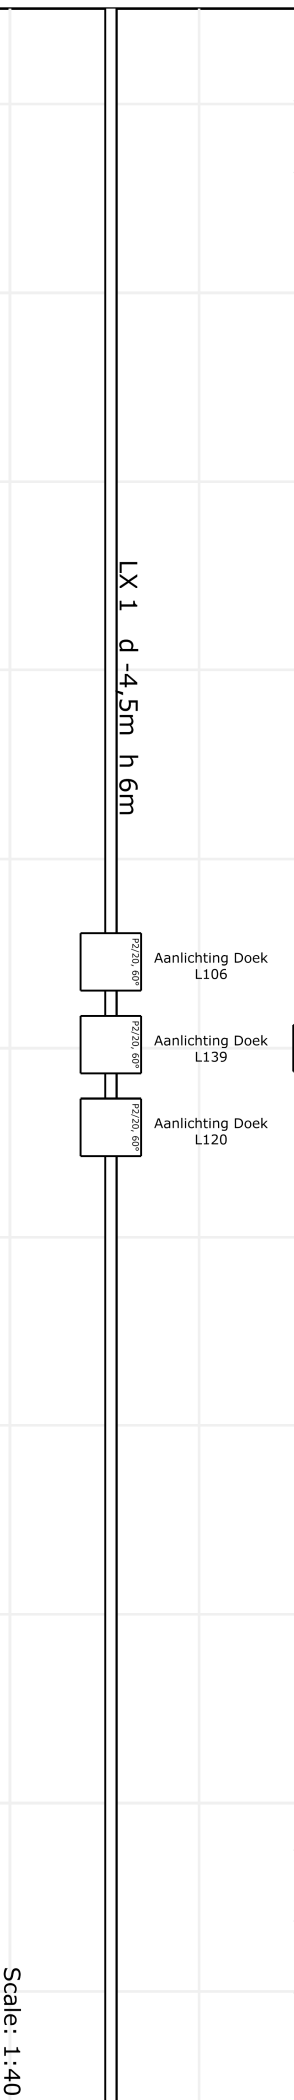 LX 1 d -4,5m h 6m
P2/20, 60°
Aanlichting Doek
L106
P2/20, 60°
Aanlichting Doek
L139
P2/20, 60°
Aanlichting Doek
L120
Scale: 1:40